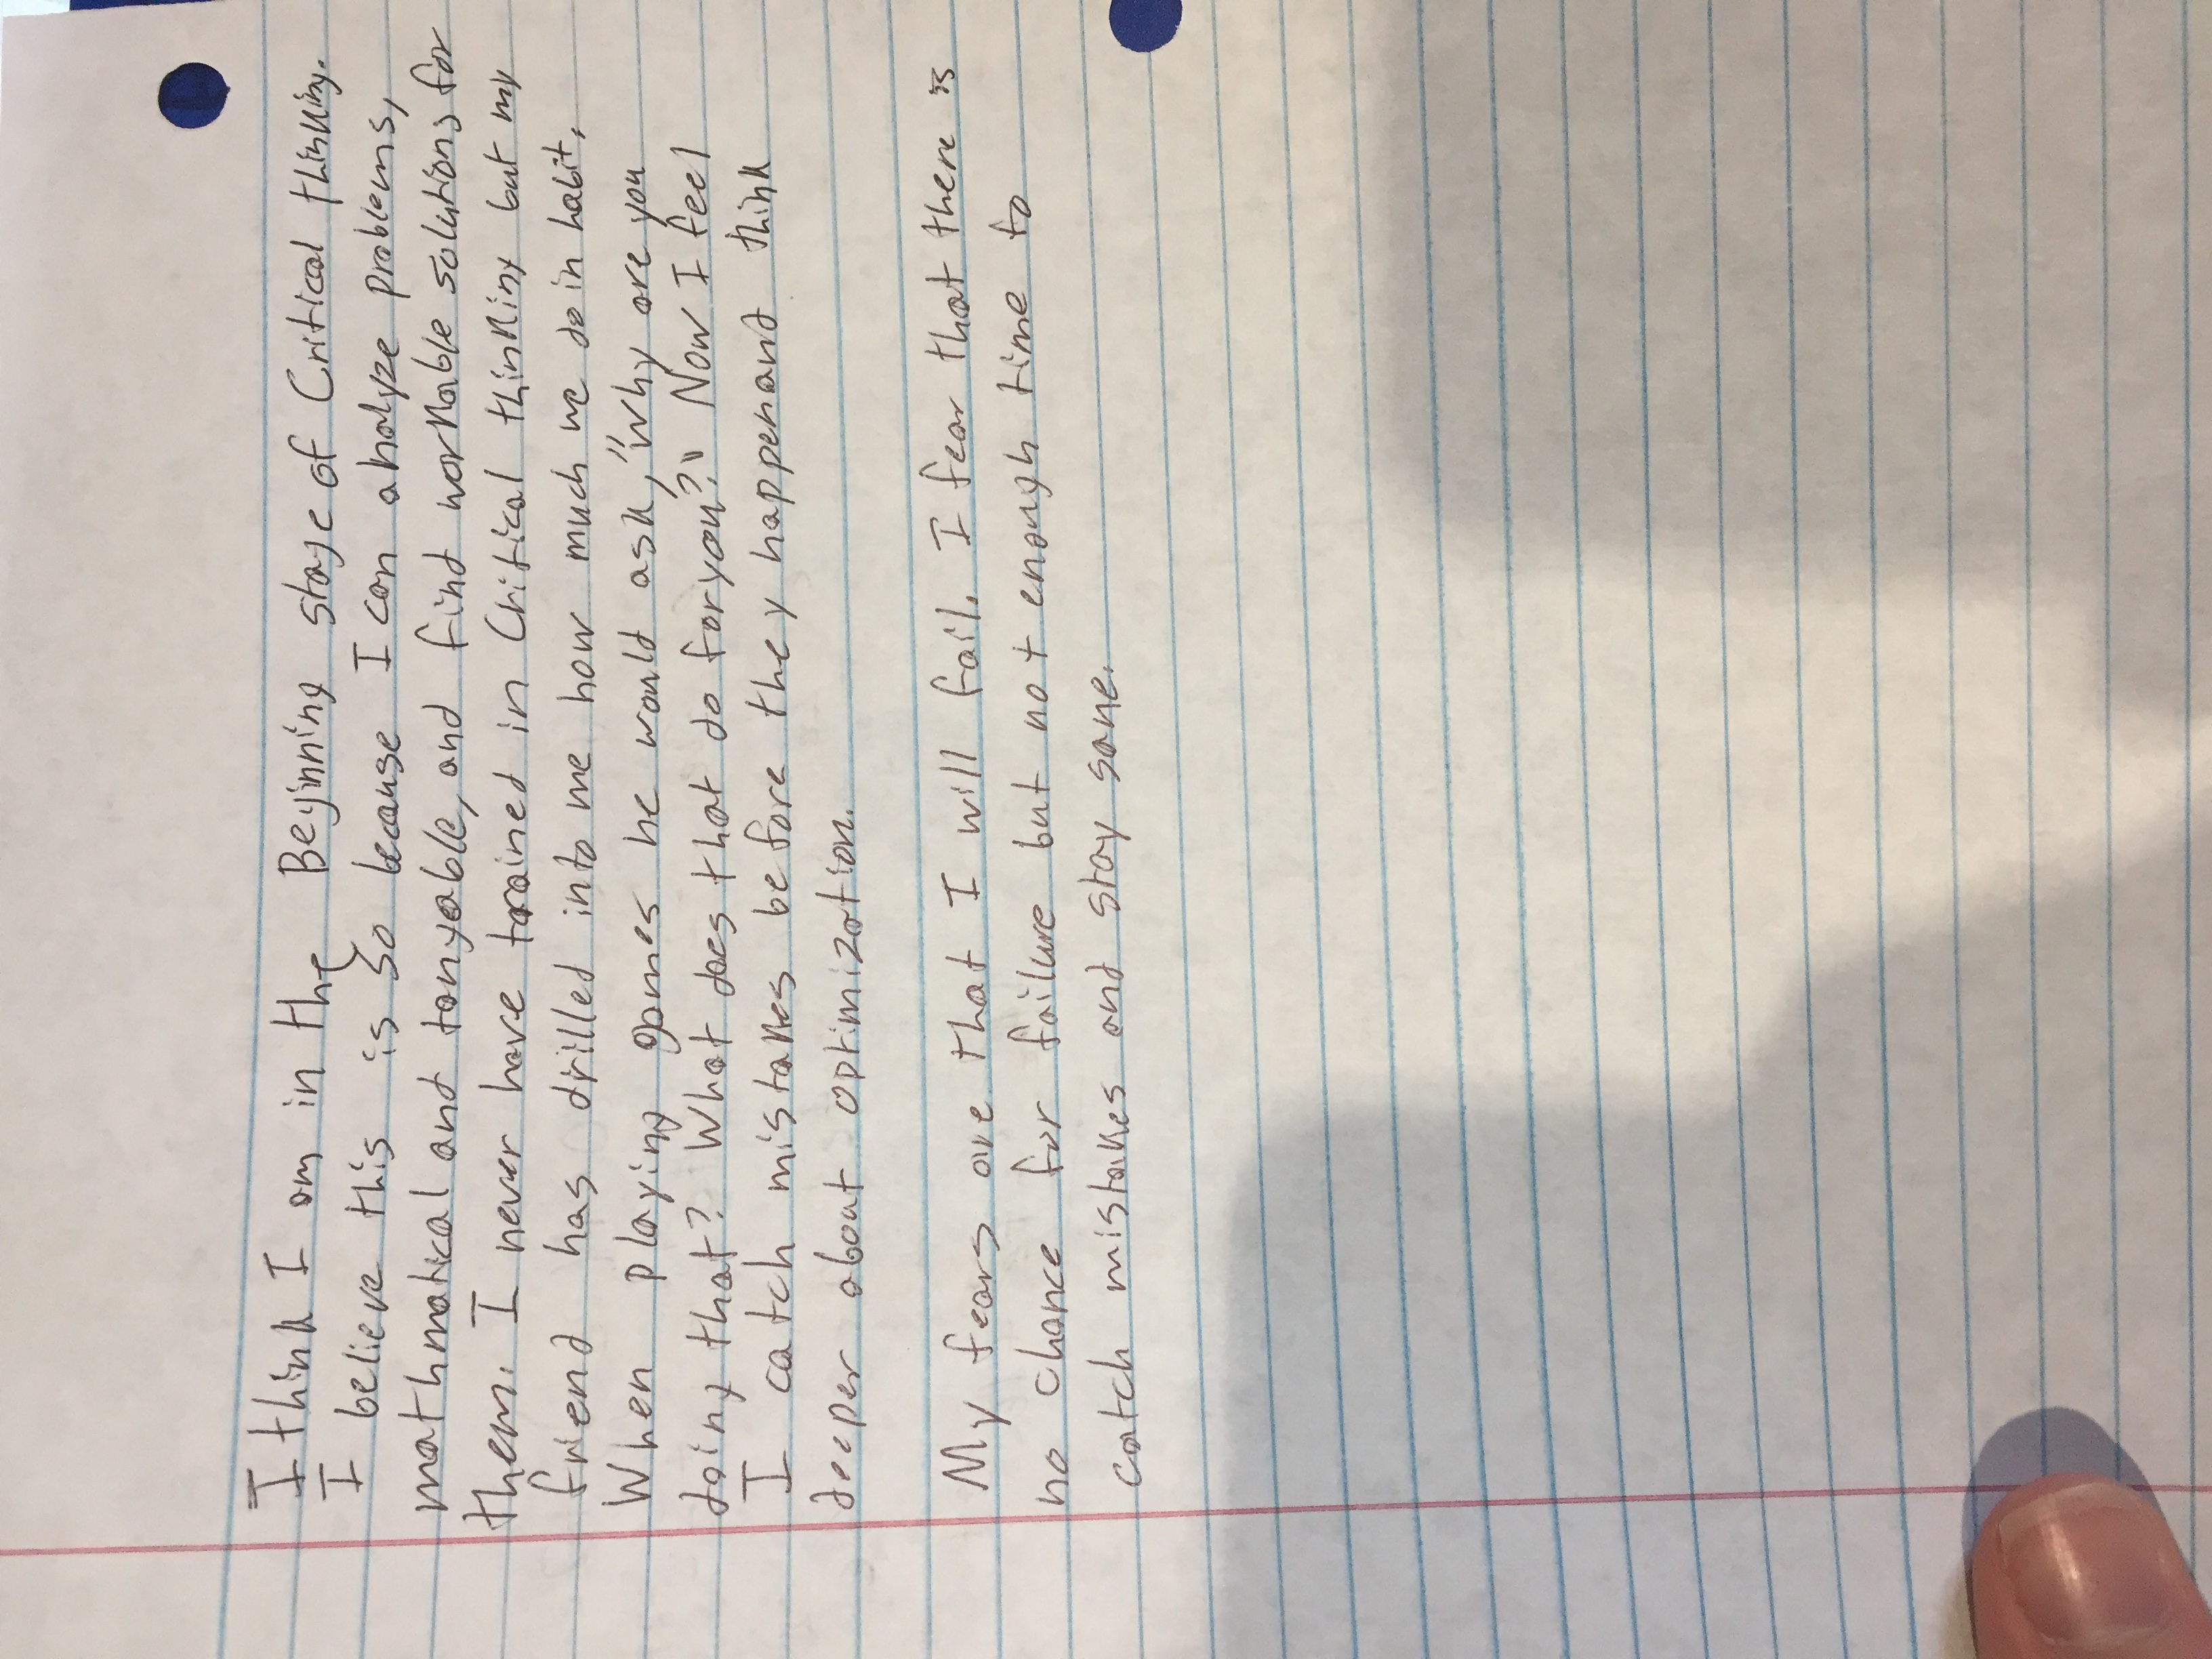 I think I am in the Beginning stage of Critical thinking.
I believe this is so because I can analyze problems,
mathmatical and tangable, and find workable solutions for
them. I never have trained in Critical thinking but my
friend has drilled into me how much we do in habit.
When playing games he would ask, "Why are you
doing that? What does that do for you?" Now I feel
I catch mistakes before they happen and think
deeper about optimization.
My fears are that I will fail. I fear that there is
no chance for failure but not enough time to
catch mistakes and stay sane.